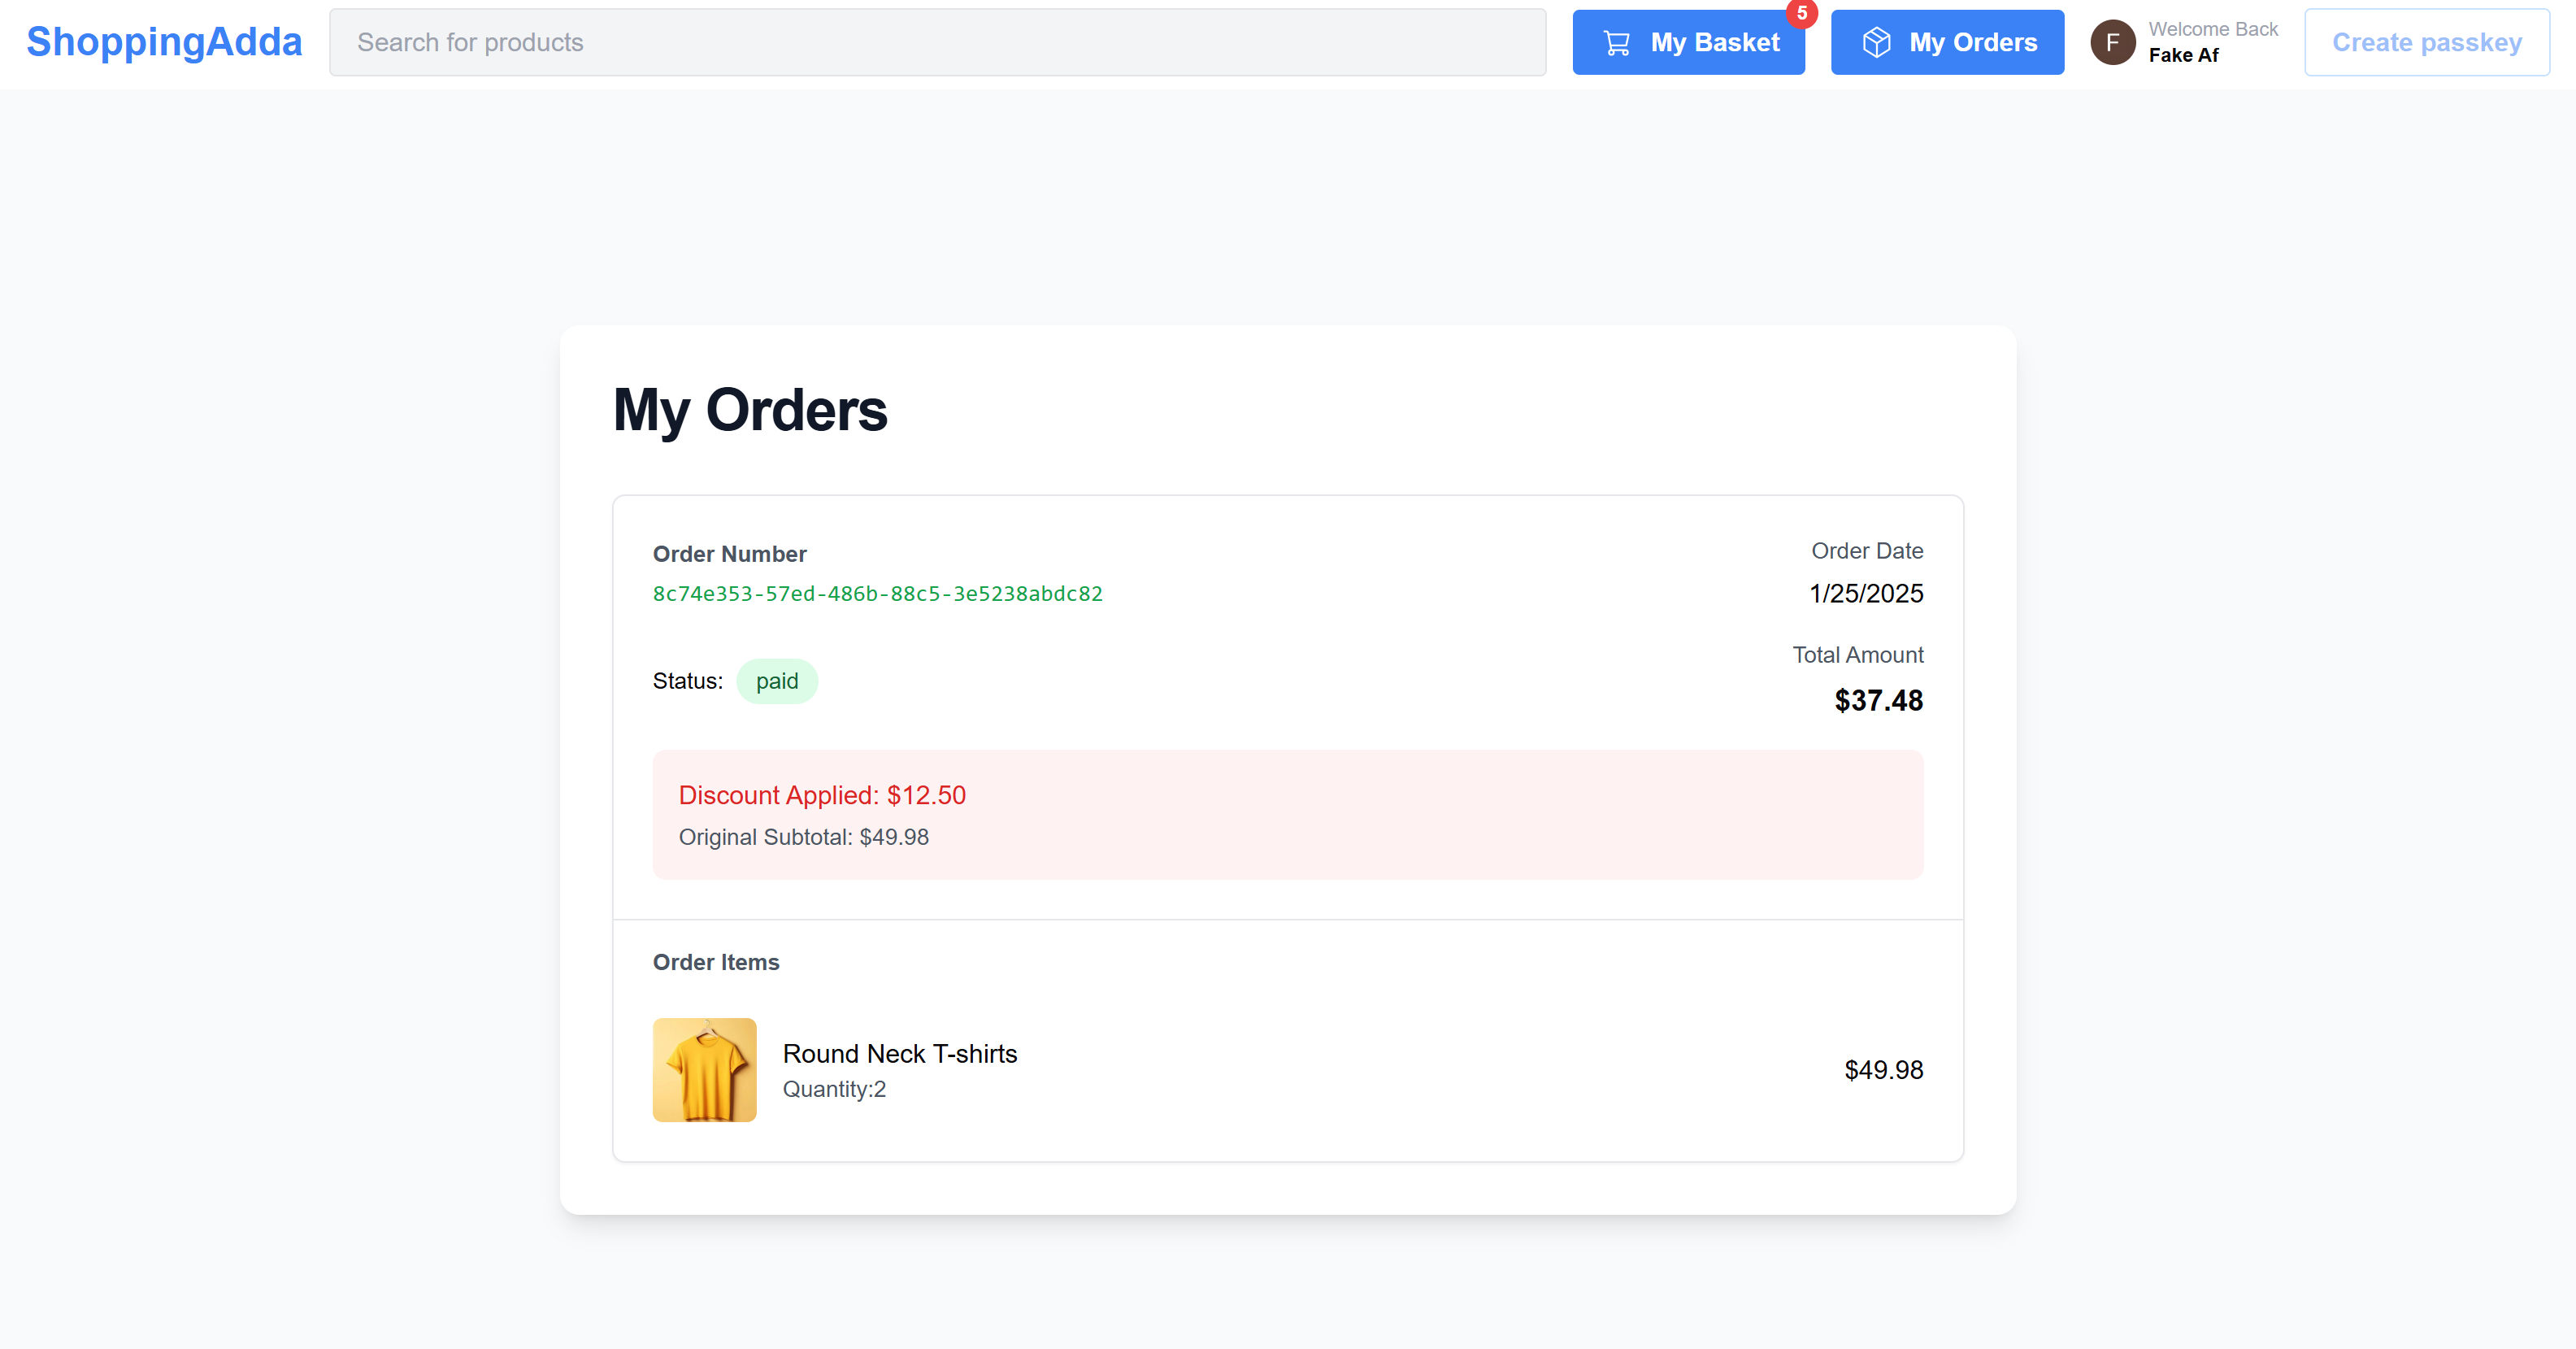 ShoppingAdda
Search for products
My Basket
5
My Orders
F
Welcome Back
Fake Af
Create passkey
My Orders
Order Number
8c74e353-57ed-486b-88c5-3e5238abdc82
Order Date
1/25/2025
Status: paid
Total Amount
$37.48
Discount Applied: $12.50
Original Subtotal: $49.98
Order Items
Round Neck T-shirts
Quantity:2
$49.98